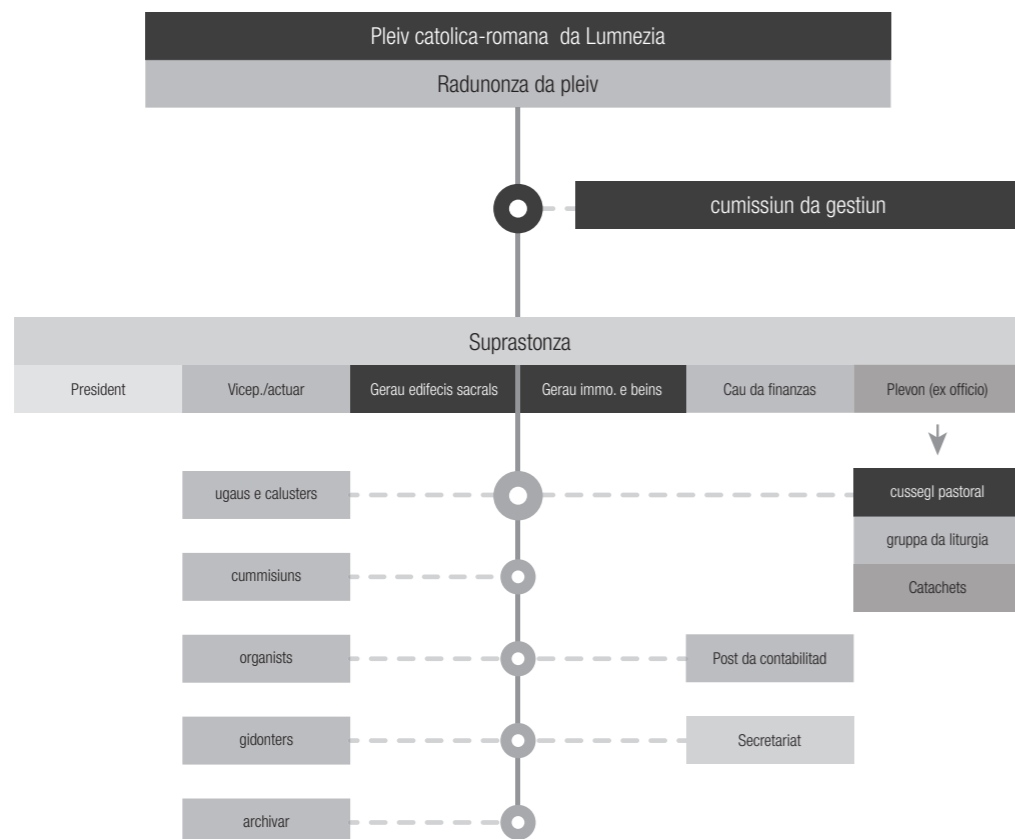 Pleiv catolica-romana da Lumnezia
Radunonza da pleiv
cumissiun da gestiun
Suprastonza
President
Vicep./actuar
Gerau edifecis sacrals
Gerau immo. e beins
Cau da finanzas
Plevon (ex officio)
ugaus e calusters
cussegl pastoral
gruppa da liturgia
cummisiuns
Catachets
organists
Post da contabilitad
gidonters
Secretariat
archivar